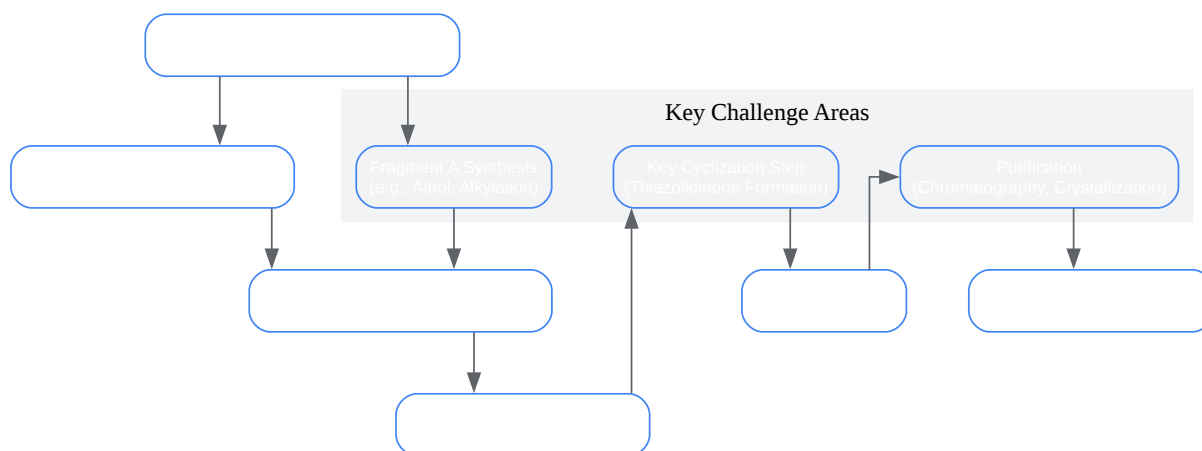 Key Challenge Areas
Fragment A Synthesis
(e.g., Aldol, Alkylation)
Key Cyclization Step
(Thiazolidinone Formation)
Purification
(Chromatography, Crystallization)